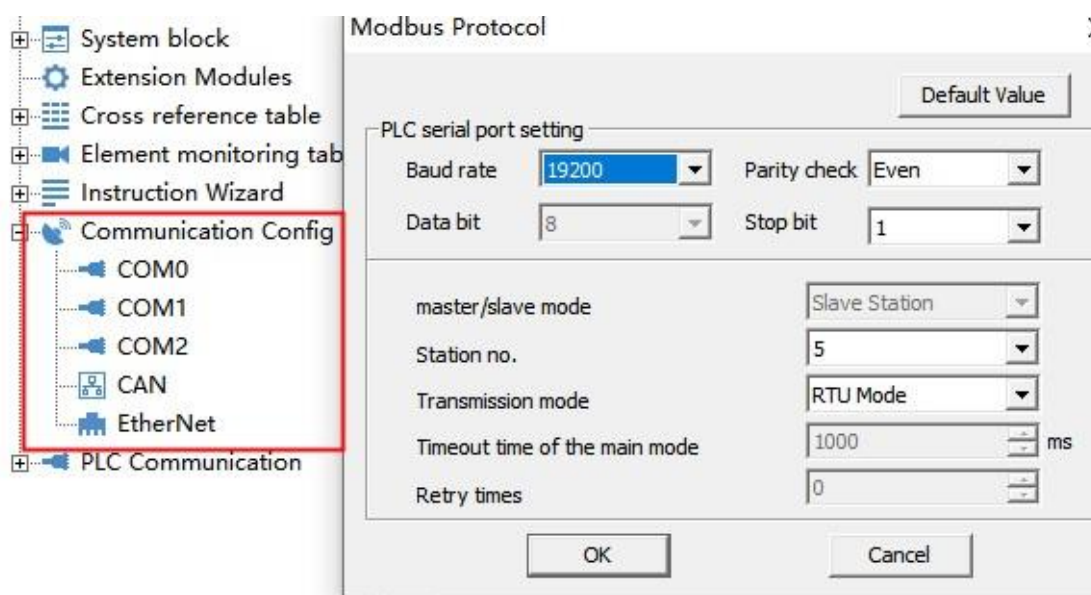 System block
Extension Modules
Cross reference table
Element monitoring tab
Instruction Wizard
Communication Config
COM0
COM1
COM2
CAN
EtherNet
PLC Communication
Modbus Protocol
Default Value
PLC serial port setting
Baud rate 19200 Parity check Even
Data bit 8 Stop bit 1
master/slave mode Slave Station
Station no. 5
Transmission mode RTU Mode
Timeout time of the main mode 1000 ms
Retry times 0
OK Cancel